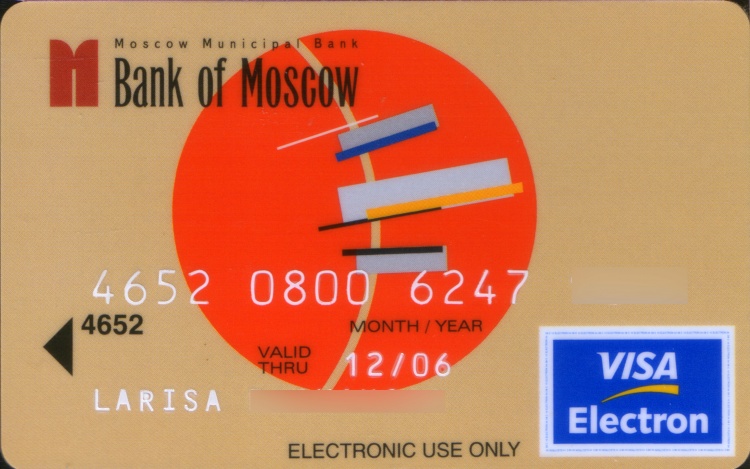 Moscow Municipal Bank
Bank of Moscow
4652 0800 6247
4652
MONTH / YEAR
VALID THRU 12/06
LARISA
VISA
Electron
ELECTRONIC USE ONLY